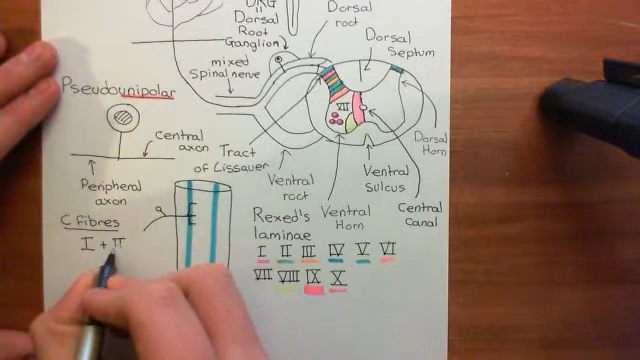 DRG
=
Dorsal
Root
Ganglion
Dorsal
root
Dorsal
Septum
mixed
Spinal nerve
Pseudounipolar
VII
Central
axon
Tract
of Lissauer
Dorsal
Horn
Peripheral
axon
Ventral
root
Ventral
Sulcus
Ventral
Horn
Central
Canal
C fibres
I + II
Rexed's
laminae
I II III IV V VI
VII VIII IX X